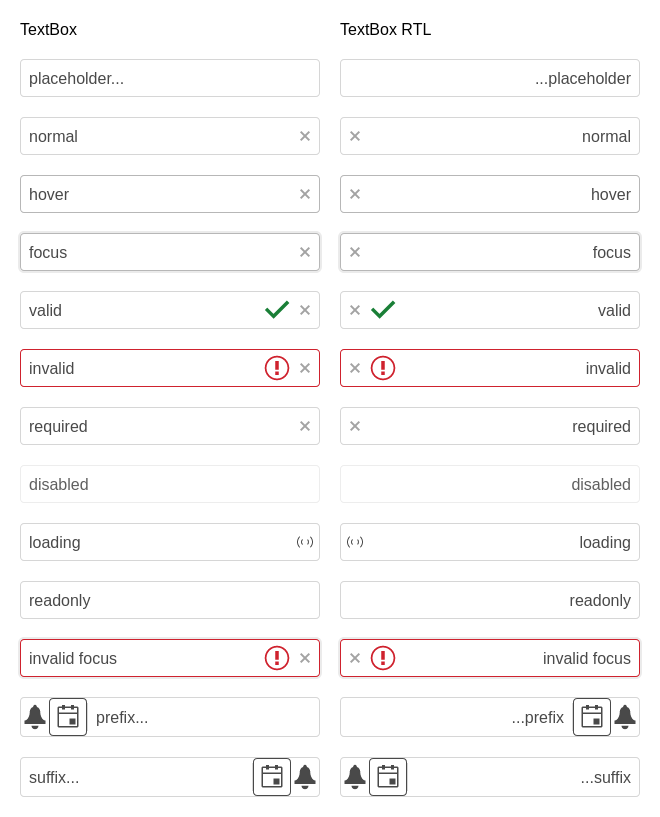 TextBox
placeholder...
normal
hover
focus
valid
invalid
required
disabled
loading
readonly
invalid focus
prefix...
suffix...
TextBox RTL
...placeholder
normal
hover
focus
valid
invalid
required
disabled
loading
readonly
invalid focus
...prefix
...suffix